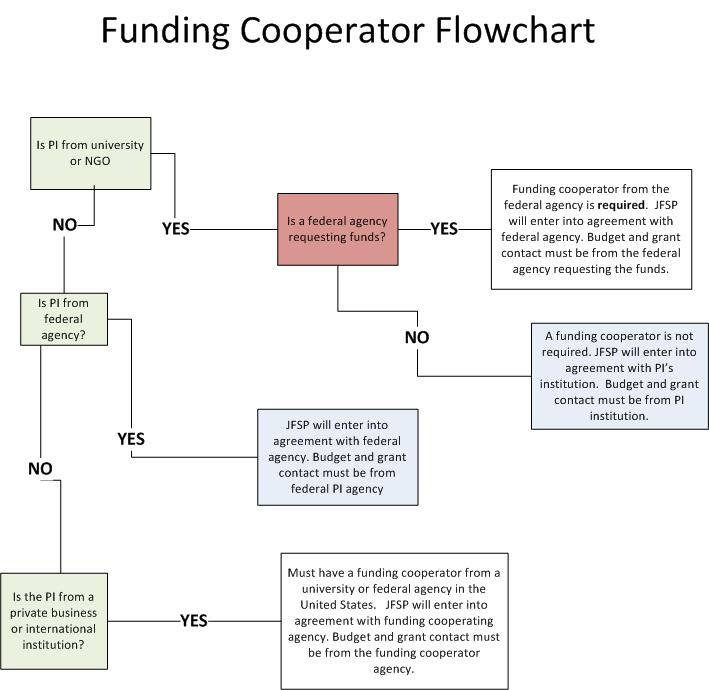 Funding Cooperator Flowchart
Is PI from university
or NGO
NO
YES
Is a federal agency
requesting funds?
YES
Funding cooperator from the
federal agency is required. JFSP
will enter into agreement with
federal agency. Budget and grant
contact must be from the federal
agency requesting the funds.
NO
A funding cooperator is not
required. JFSP will enter into
agreement with PI's
institution. Budget and grant
contact must be from PI
institution.
Is PI from
federal
agency?
YES
JFSP will enter into
agreement with federal
agency. Budget and grant
contact must be from
federal PI agency
NO
Is the PI from a
private business
or international
institution?
YES
Must have a funding cooperator from a
university or federal agency in the
United States. JFSP will enter into
agreement with funding cooperating
agency. Budget and grant contact must
be from the funding cooperator
agency.